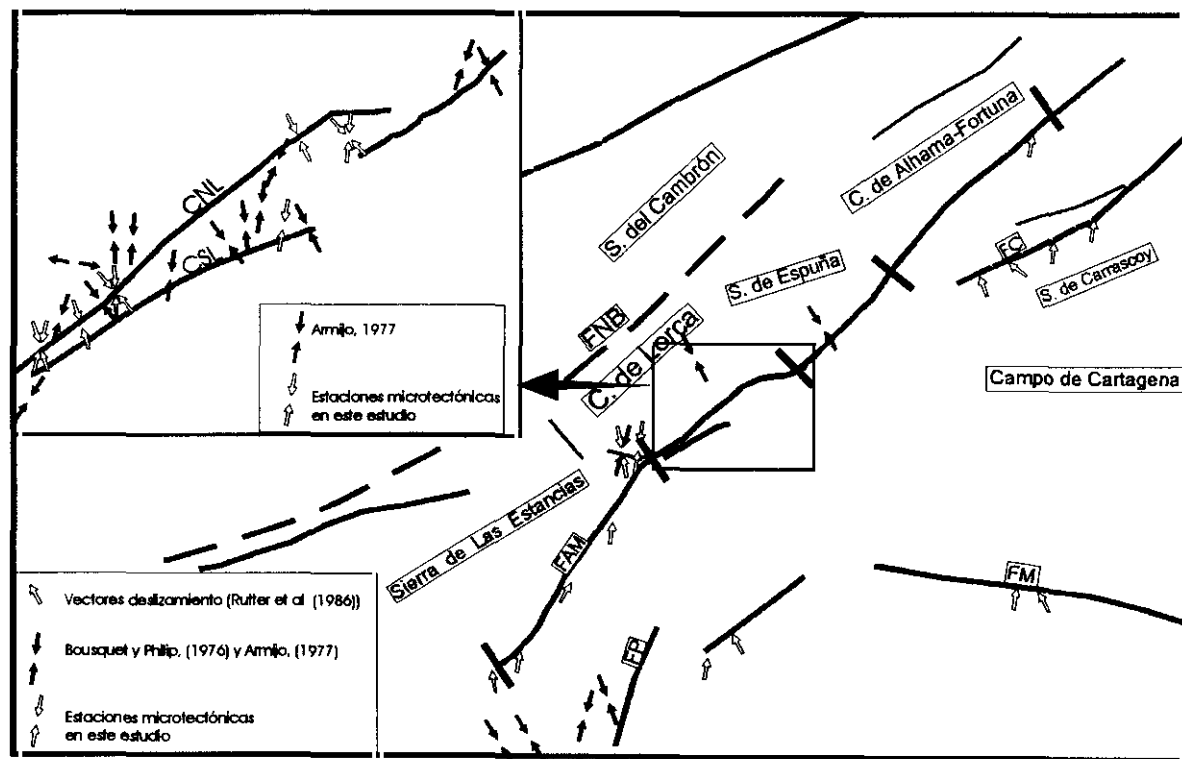 CNL
CSL
Armijo, 1977
Estaciones microtectónicas
en este estudio
S. del Cambrón
C. de Alhama-Fortuna
S. de Espuña
FC
S. de Carrascoy
FNB
C. de Lorca
Campo de Cartagena
Sierra de Las Estancias
FAM
FM
FP
Vectores deslizamiento (Rutter et al (1986))
Bousquet y Philip, (1976) y Armijo, (1977)
Estaciones microtectónicas
en este estudio